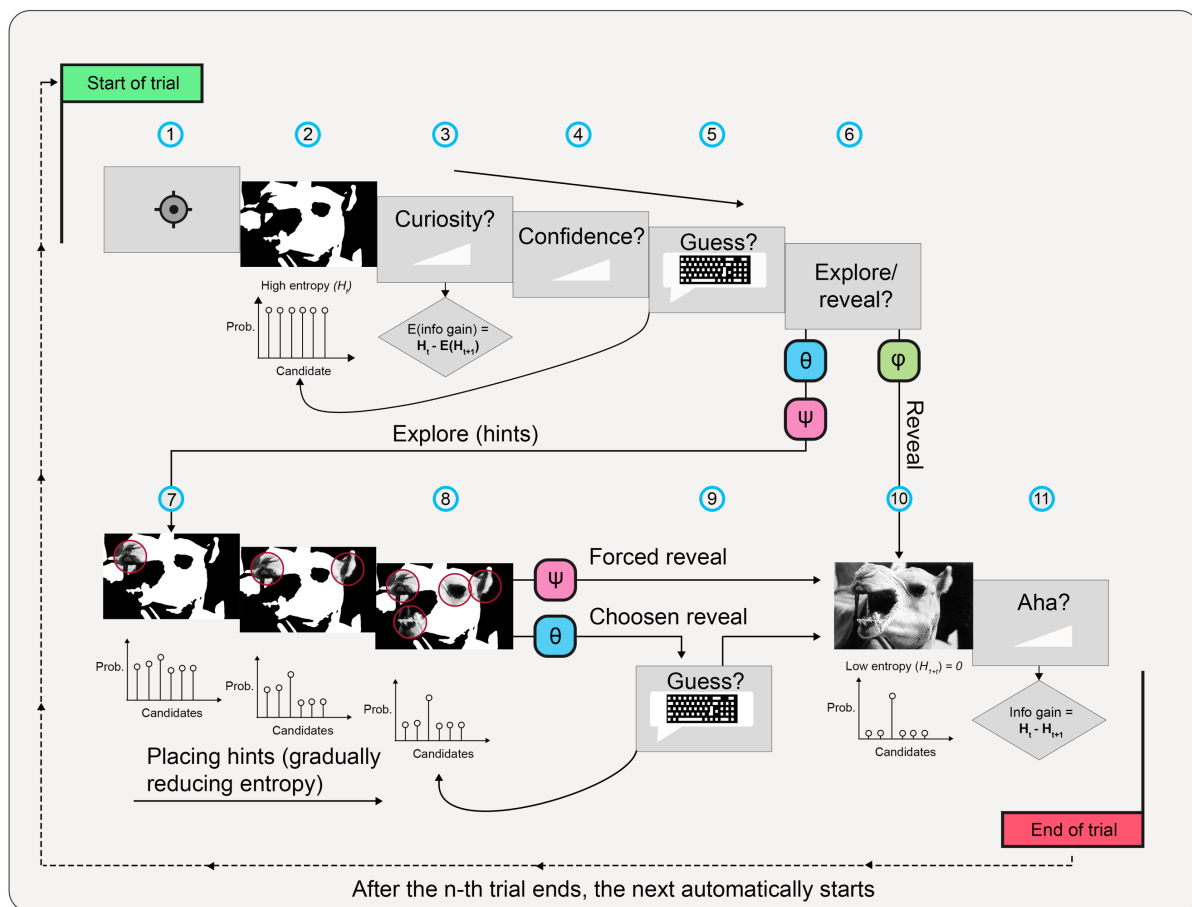 Start of trial
1
2
3
4
5
6
Curiosity?
Confidence?
Guess?
Explore/
reveal?
High entropy (Ht)
Prob.
Candidate
E(info gain) =
Ht - E(Ht+1)
θ
φ
Ψ
Explore (hints)
Reveal
7
8
9
10
11
Ψ
Forced reveal
θ
Choosen reveal
Guess?
Aha?
Prob.
Candidates
Prob.
Candidates
Prob.
Candidates
Low entropy (H1+t) = 0
Prob.
Candidates
Info gain =
Ht - Ht+1
Placing hints (gradually
reducing entropy)
End of trial
After the n-th trial ends, the next automatically starts